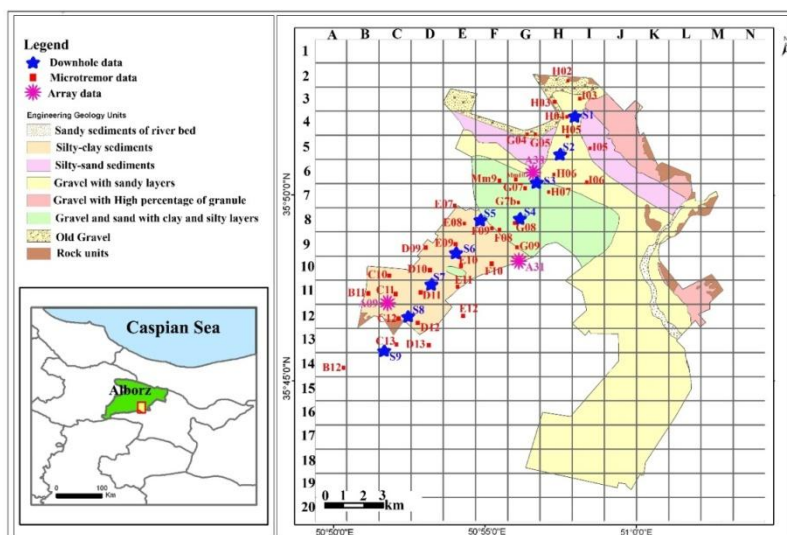 Legend
Downhole data
Microtremor data
Array data
Engineering Geology Units
Sandy sediments of river bed
Silty-clay sediments
Silty-sand sediments
Gravel with sandy layers
Gravel with High percentage of granule
Gravel and sand with clay and silty layers
Old Gravel
Rock units
Caspian Sea
Alborz
0 100
Km
A B C D E F G H I J K L M N
1
2
3
4
5
6
7
8
9
10
11
12
13
14
15
16
17
18
19
20
H02
H03 I03
H04 S1
G04 G05 H05
S2 I05
A38
Mm9 S3 H06 I06
G07 H07
E07 G7b
S5 S4
E08 F09 F08 G08
D09 E09 S6 G09
E10 F10 A31
C10 D10
S7 E11
B11 C11 D11
A09
C12 S8 D12 E12
C13 D13
S9
B12
35°50'0"N
35°45'0"N
0 1 2 3
km
50°50'0"E 50°55'0"E 51°0'0"E